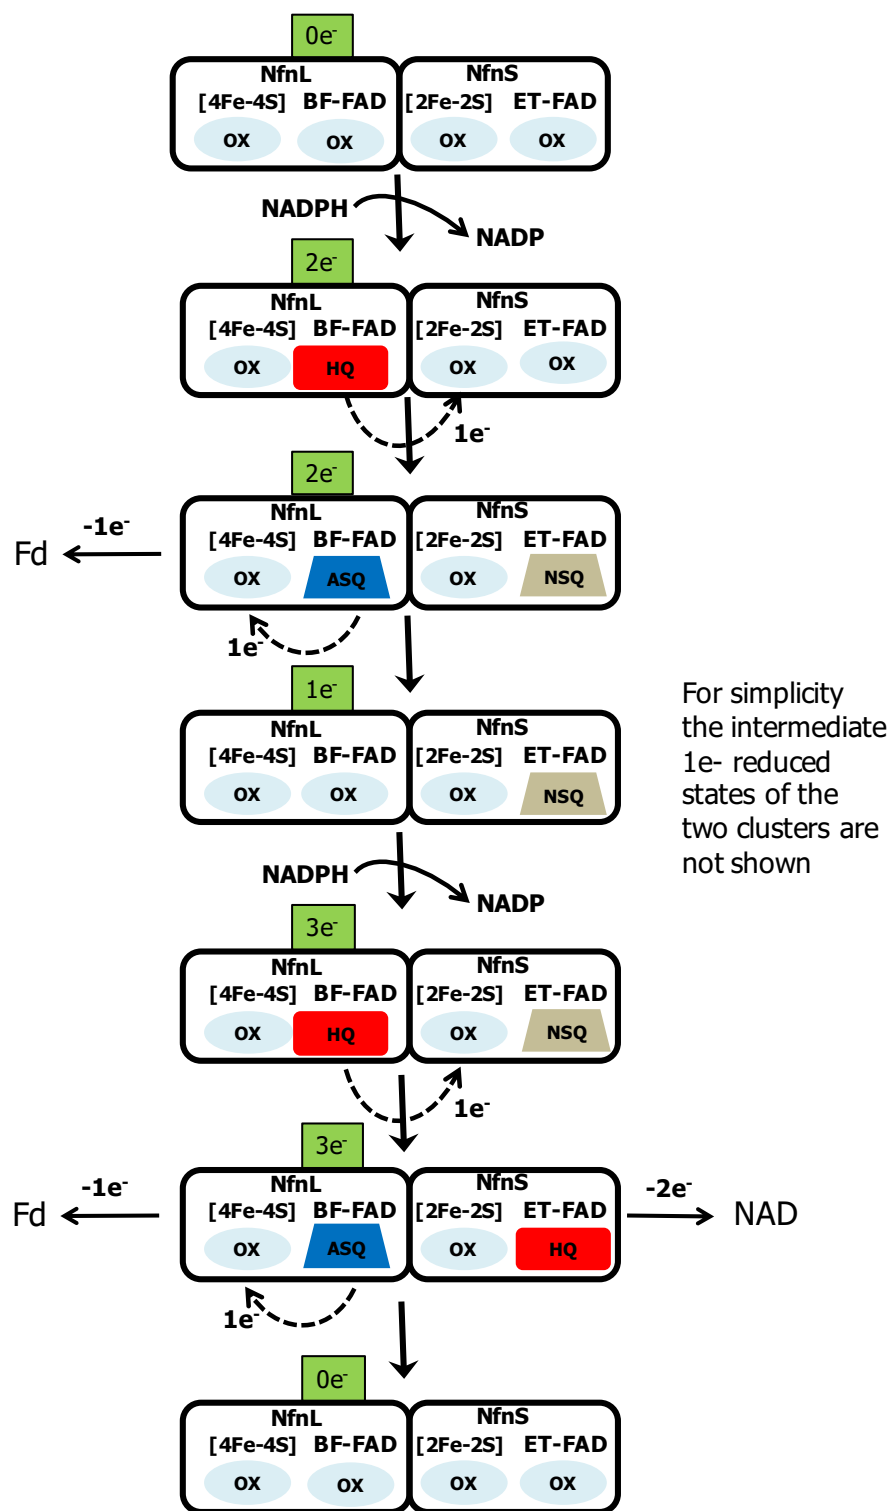 0e-
NfnL NfnS
[4Fe-4S] BF-FAD [2Fe-2S] ET-FAD
OX OX OX OX
NADPH
NADP
2e-
NfnL NfnS
[4Fe-4S] BF-FAD [2Fe-2S] ET-FAD
OX HQ OX OX
1e-
2e-
NfnL NfnS
[4Fe-4S] BF-FAD [2Fe-2S] ET-FAD
-1e-
Fd
OX ASQ OX NSQ
1e-
1e-
NfnL NfnS
[4Fe-4S] BF-FAD [2Fe-2S] ET-FAD
OX OX OX NSQ
For simplicity
the intermediate
1e- reduced
states of the
two clusters are
not shown
NADPH
NADP
3e-
NfnL NfnS
[4Fe-4S] BF-FAD [2Fe-2S] ET-FAD
OX HQ OX NSQ
1e-
3e-
NfnL NfnS
[4Fe-4S] BF-FAD [2Fe-2S] ET-FAD
-1e-
-2e-
Fd
NAD
OX ASQ OX HQ
1e-
0e-
NfnL NfnS
[4Fe-4S] BF-FAD [2Fe-2S] ET-FAD
OX OX OX OX